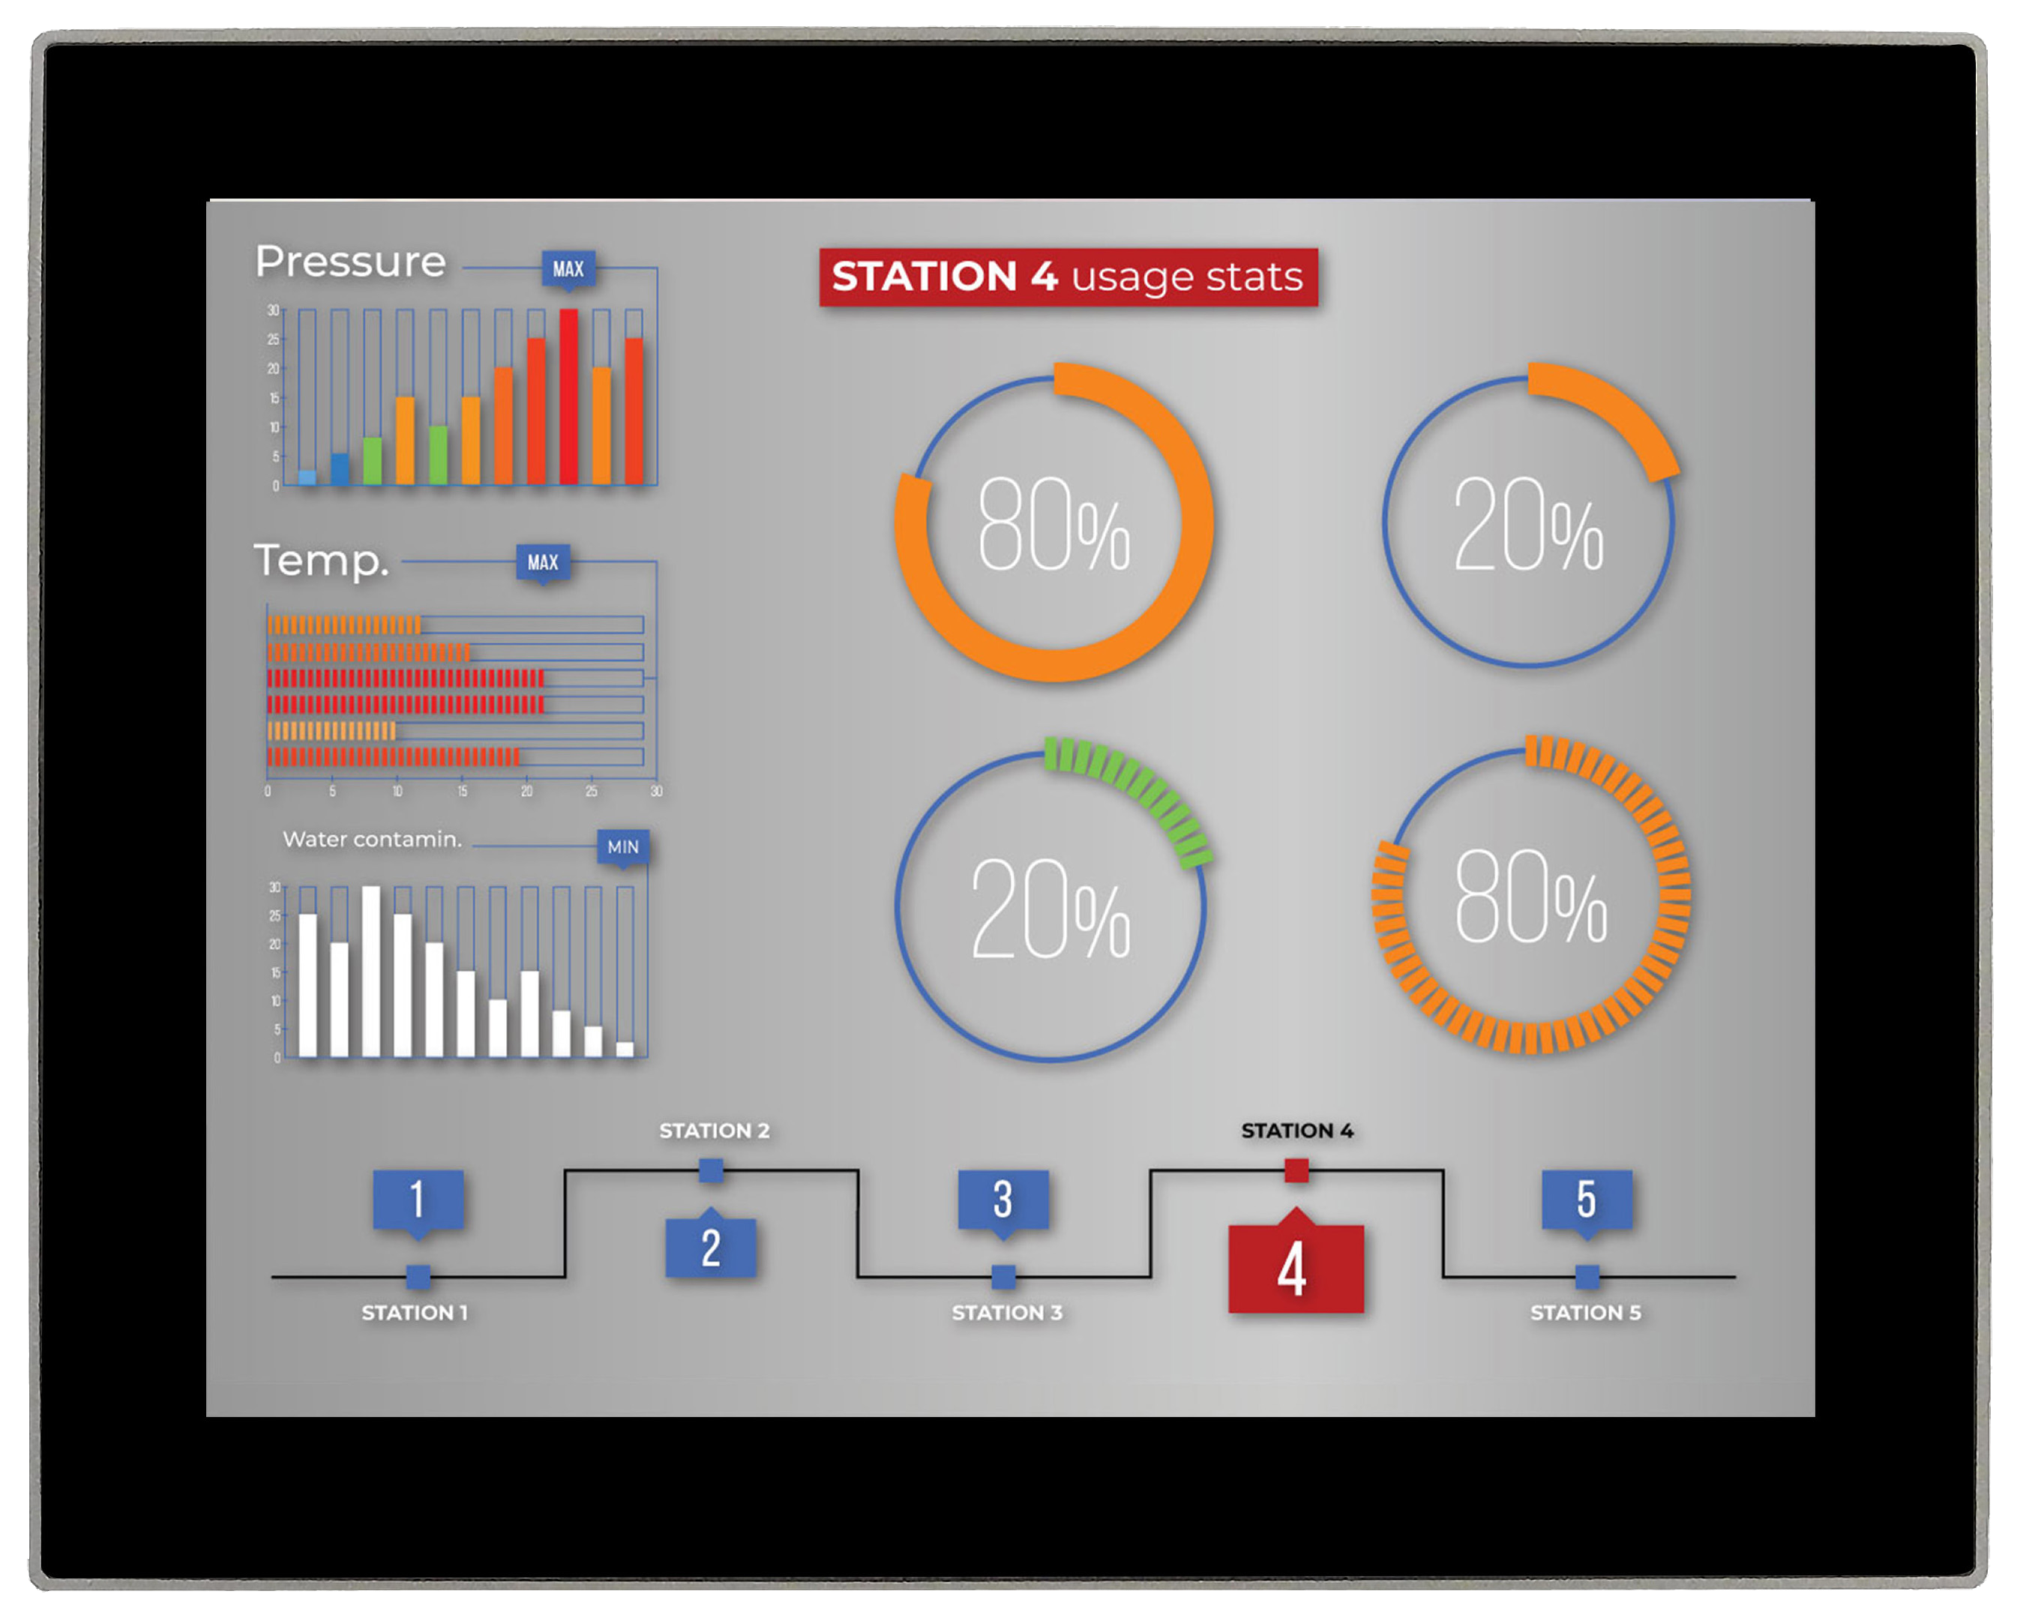 Pressure
MAX
30
25
20
15
10
5
0
Temp.
MAX
0 5 10 15 20 25 30
Water contamin.
MIN
30
25
20
15
10
5
0
STATION 4 usage stats
80%
20%
20%
80%
1
STATION 1
STATION 2
2
3
STATION 3
STATION 4
4
5
STATION 5